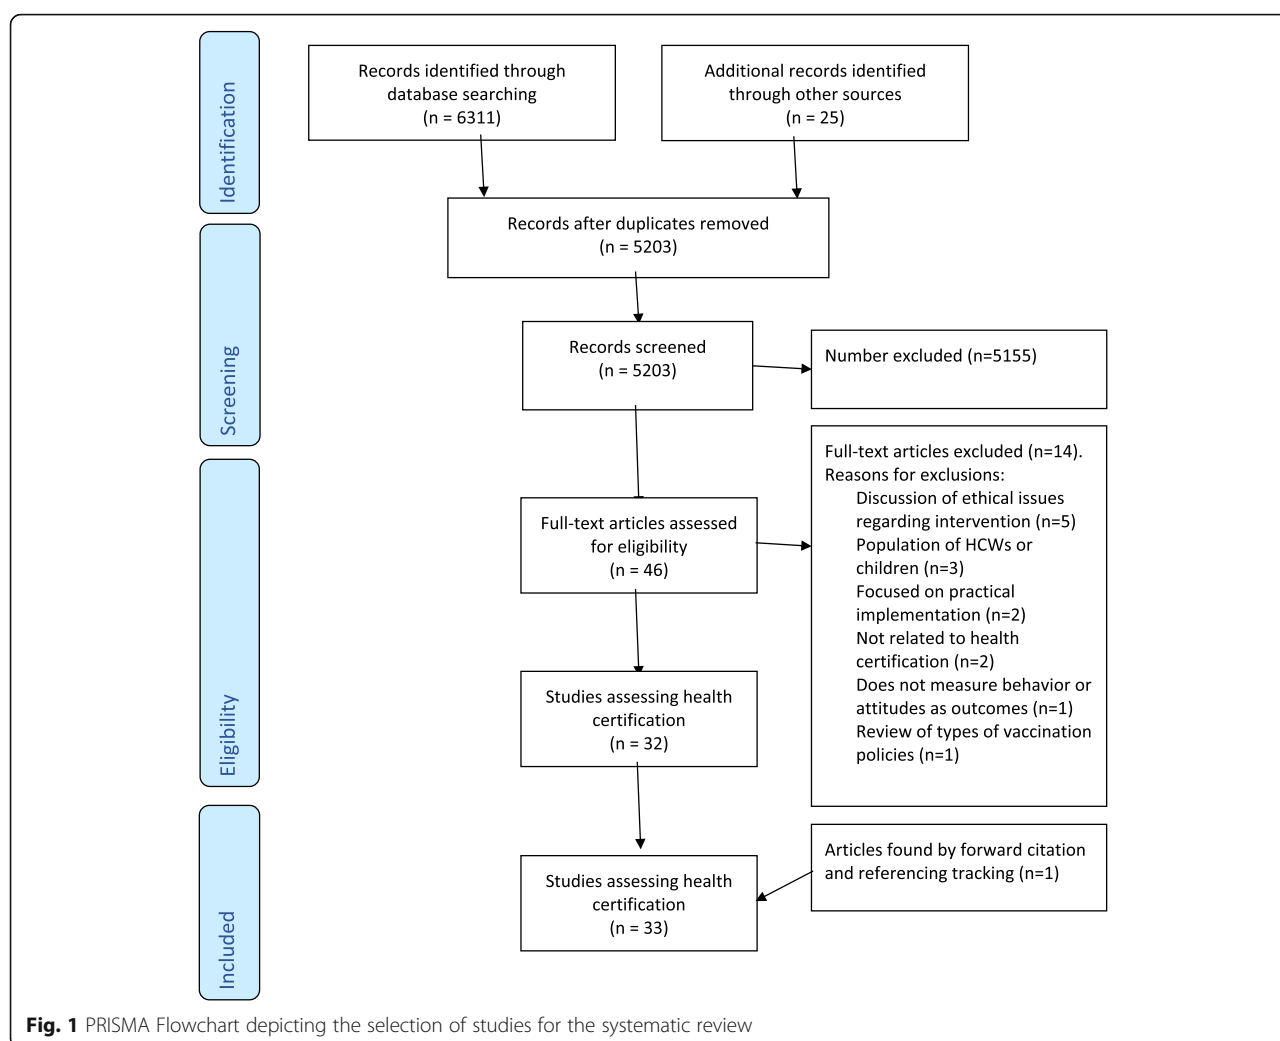 Identification
Records identified through
database searching
(n = 6311)
Additional records identified
through other sources
(n = 25)
Records after duplicates removed
(n = 5203)
Screening
Records screened
(n = 5203)
Number excluded (n=5155)
Eligibility
Full-text articles assessed
for eligibility
(n = 46)
Full-text articles excluded (n=14).
Reasons for exclusions:
Discussion of ethical issues
regarding intervention (n=5)
Population of HCWs or
children (n=3)
Focused on practical
implementation (n=2)
Not related to health
certification (n=2)
Does not measure behavior or
attitudes as outcomes (n=1)
Review of types of vaccination
policies (n=1)
Studies assessing health
certification
(n = 32)
Included
Articles found by forward citation
and referencing tracking (n=1)
Studies assessing health
certification
(n = 33)
Fig. 1 PRISMA Flowchart depicting the selection of studies for the systematic review